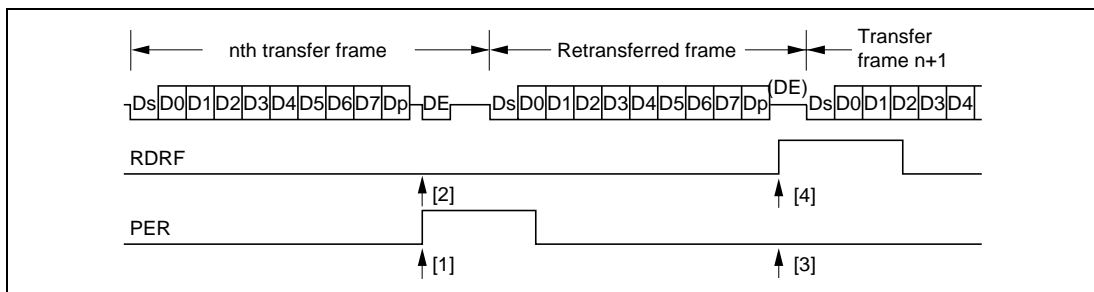 nth transfer frame Retransferred frame Transfer
frame n+1
Ds D0 D1 D2 D3 D4 D5 D6 D7 Dp DE Ds D0 D1 D2 D3 D4 D5 D6 D7 Dp (DE) Ds D0 D1 D2 D3 D4
RDRF
[2] [4]
PER
[1] [3]